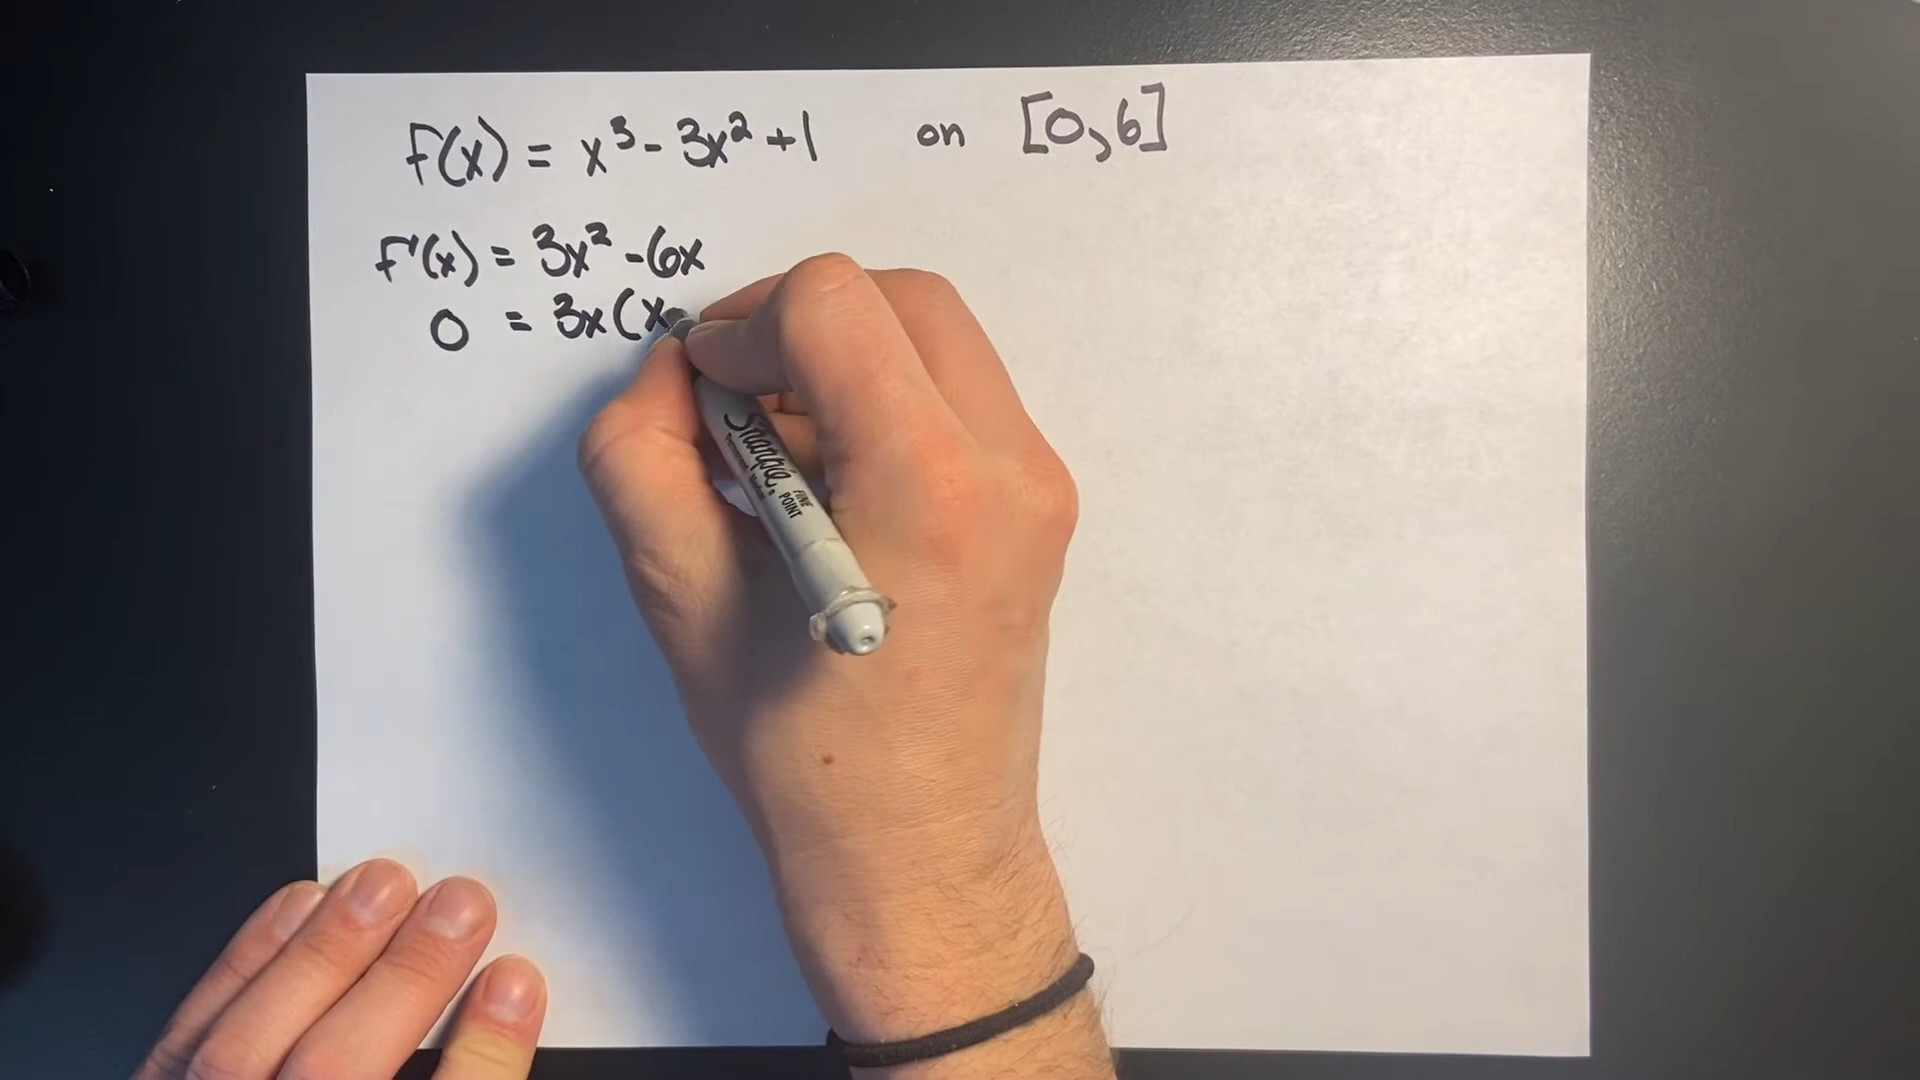 f(x) = x³ - 3x² + 1 on [0,6]
f'(x) = 3x² - 6x
0 = 3x(x
Sharpie.
FINE
POINT